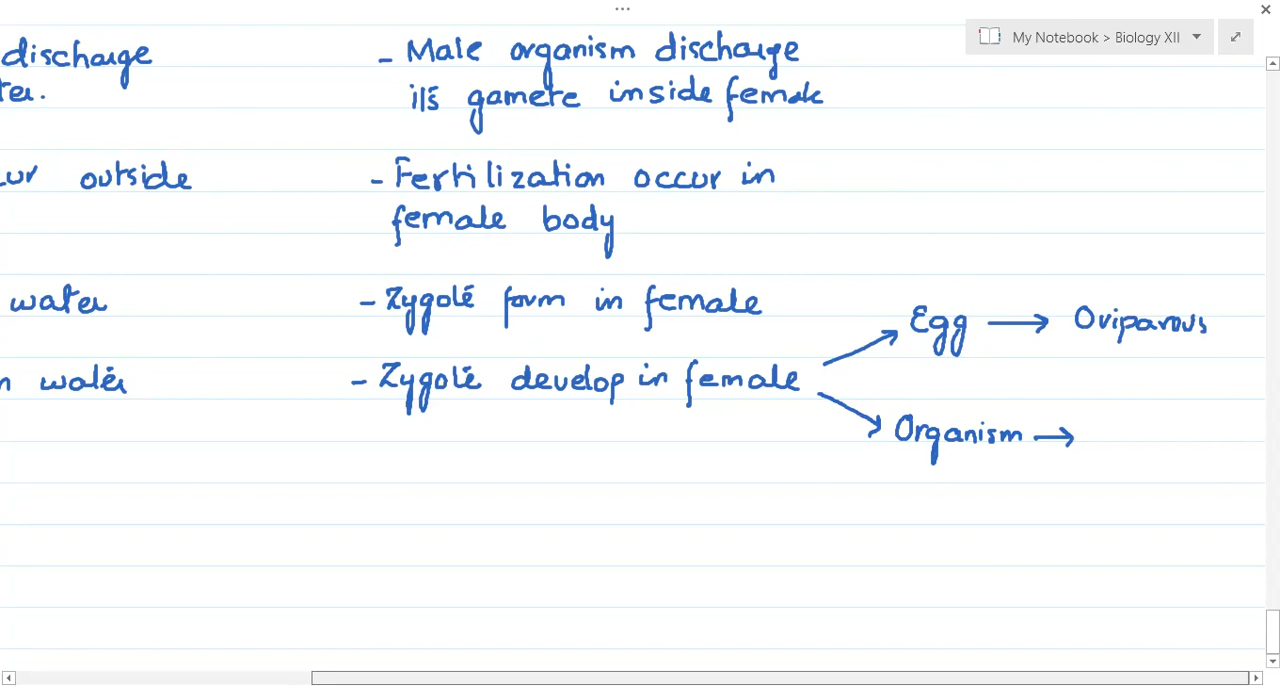 ...
My Notebook > Biology XII
discharge
ter.
ur outside
water
n water
- Male organism discharge
its gamete inside female
- Fertilization occur in
female body
- Zygote form in female
- Zygote develop in female
Egg → Oviparous
Organism →